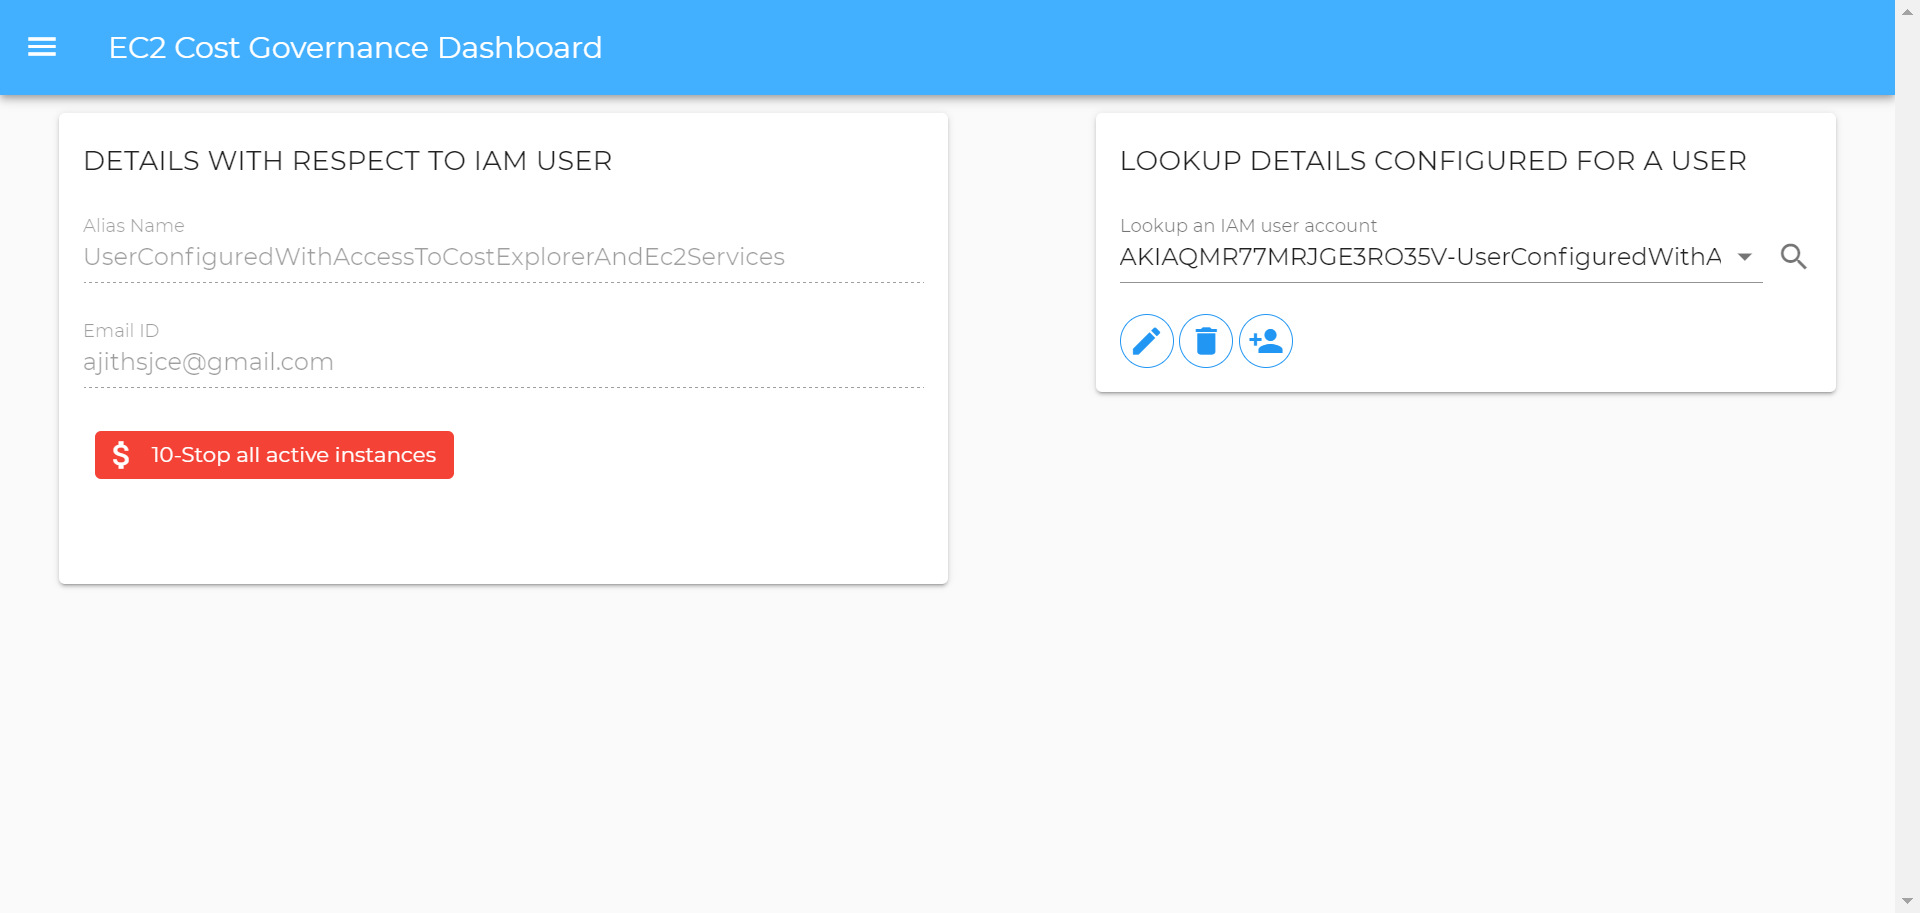 EC2 Cost Governance Dashboard
DETAILS WITH RESPECT TO IAM USER
Alias Name
UserConfiguredWithAccessToCostExplorerAndEc2Services
Email ID
ajithsjce@gmail.com
$ 10-Stop all active instances
LOOKUP DETAILS CONFIGURED FOR A USER
Lookup an IAM user account
AKIAQMR77MRJGE3RO35V-UserConfiguredWithA